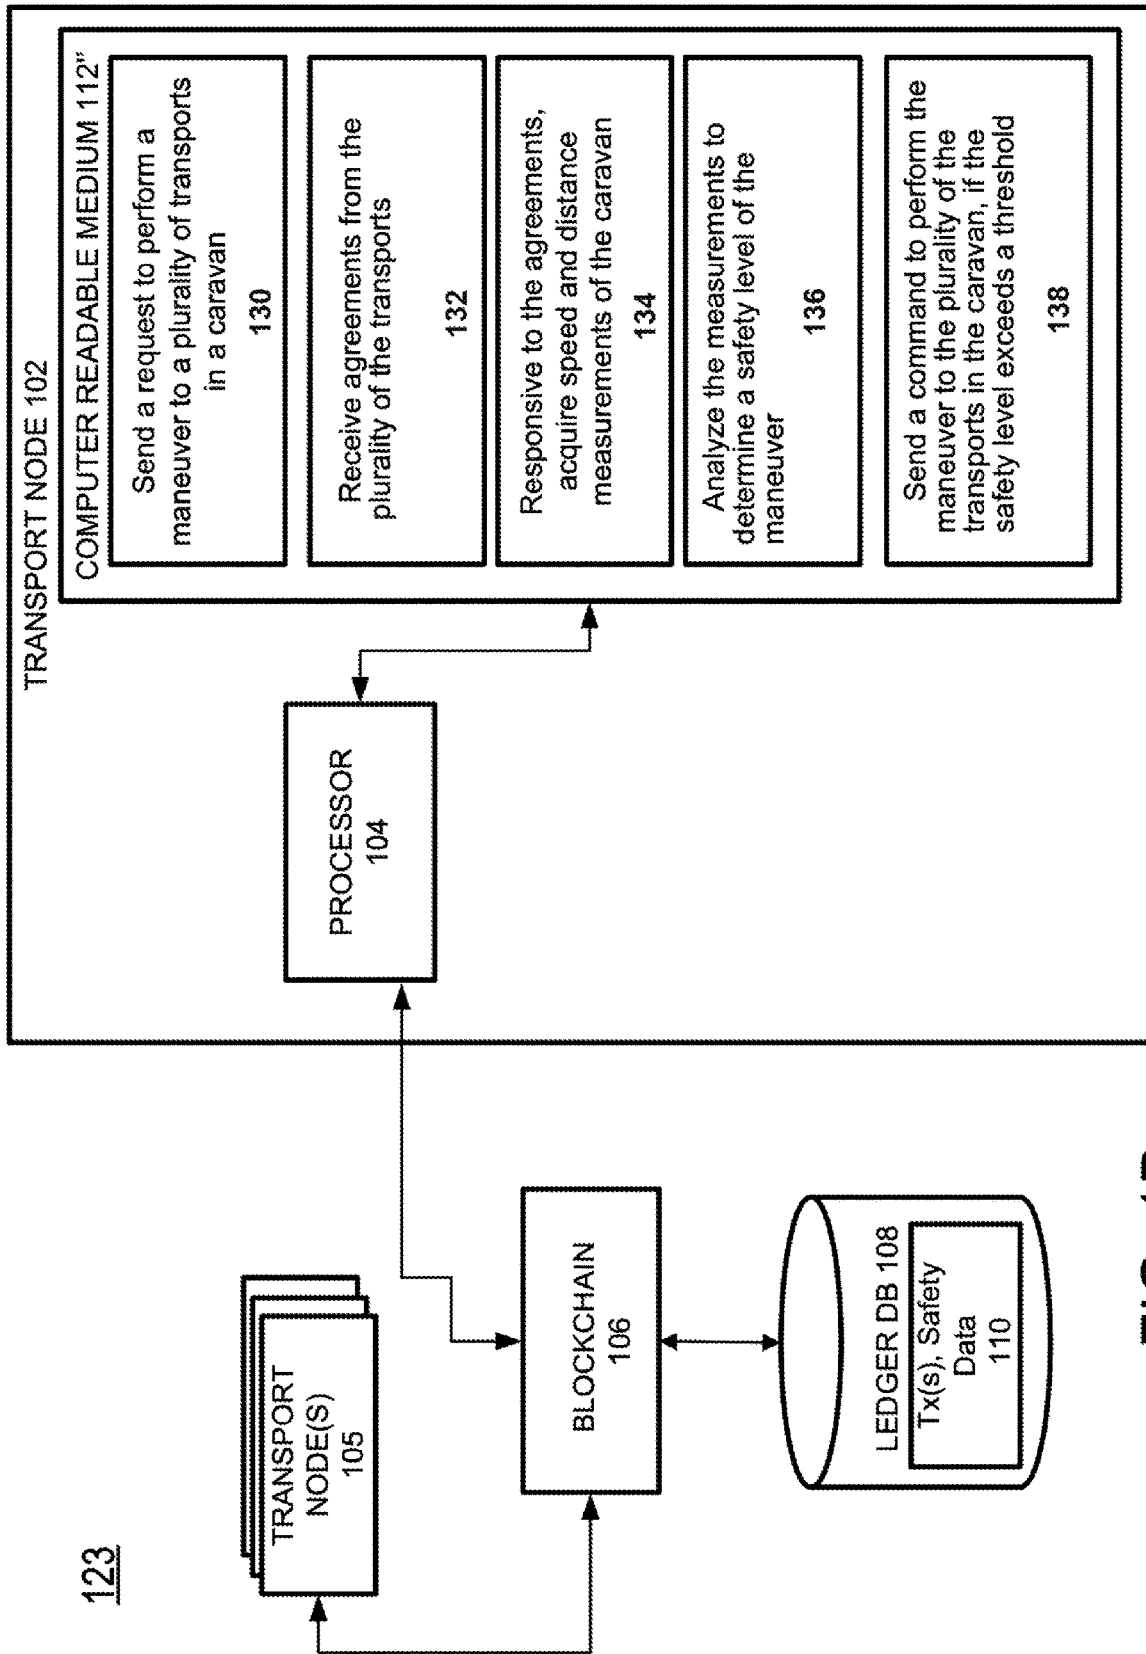 123
TRANSPORT
NODE(S)
105
BLOCKCHAIN
106
LEDGER DB 108
Tx(s), Safety
Data
110
TRANSPORT NODE 102
PROCESSOR
104
COMPUTER READABLE MEDIUM 112"
Send a request to perform a
maneuver to a plurality of transports
in a caravan
130
Receive agreements from the
plurality of the transports
132
Responsive to the agreements,
acquire speed and distance
measurements of the caravan
134
Analyze the measurements to
determine a safety level of the
maneuver
136
Send a command to perform the
maneuver to the plurality of the
transports in the caravan, if the
safety level exceeds a threshold
138